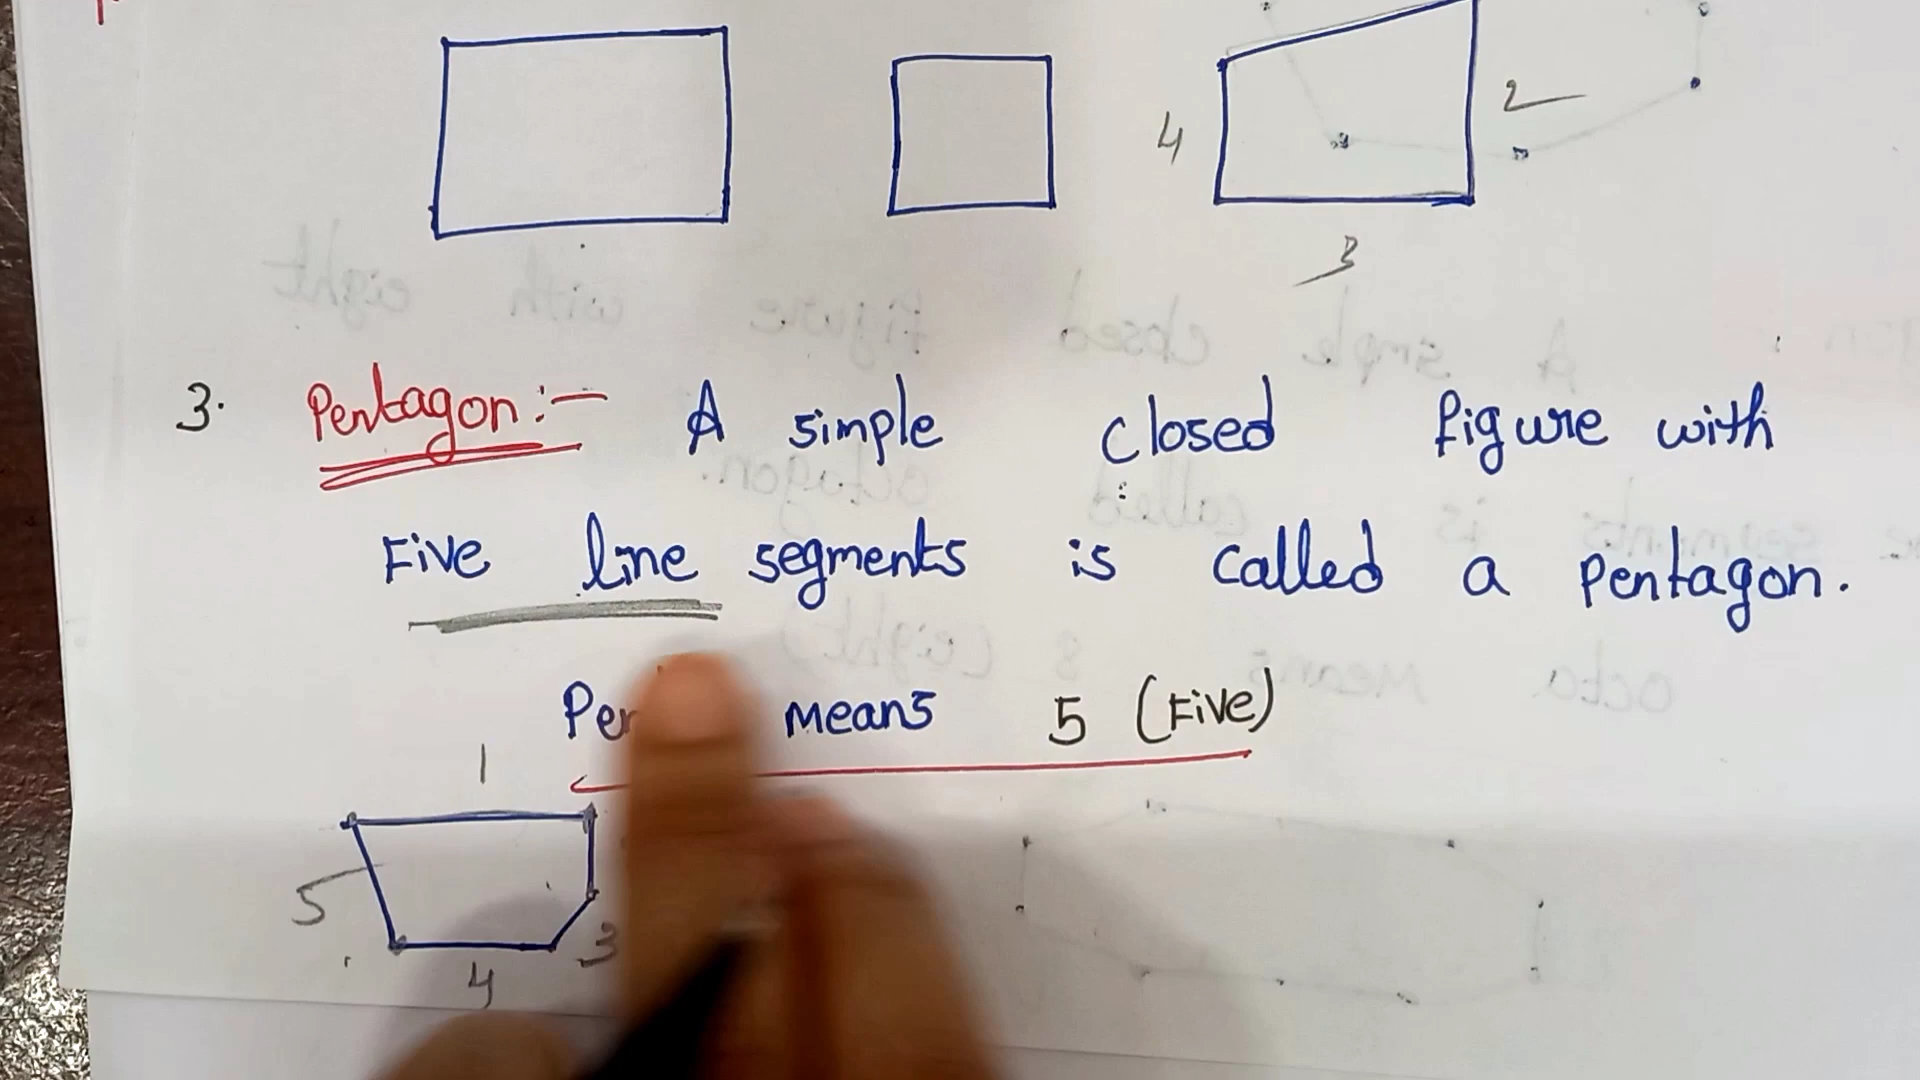 4
2
3
3. Pentagon:- A simple closed figure with
Five line segments is called a pentagon.
means 5 (Five)
1
5
3
4